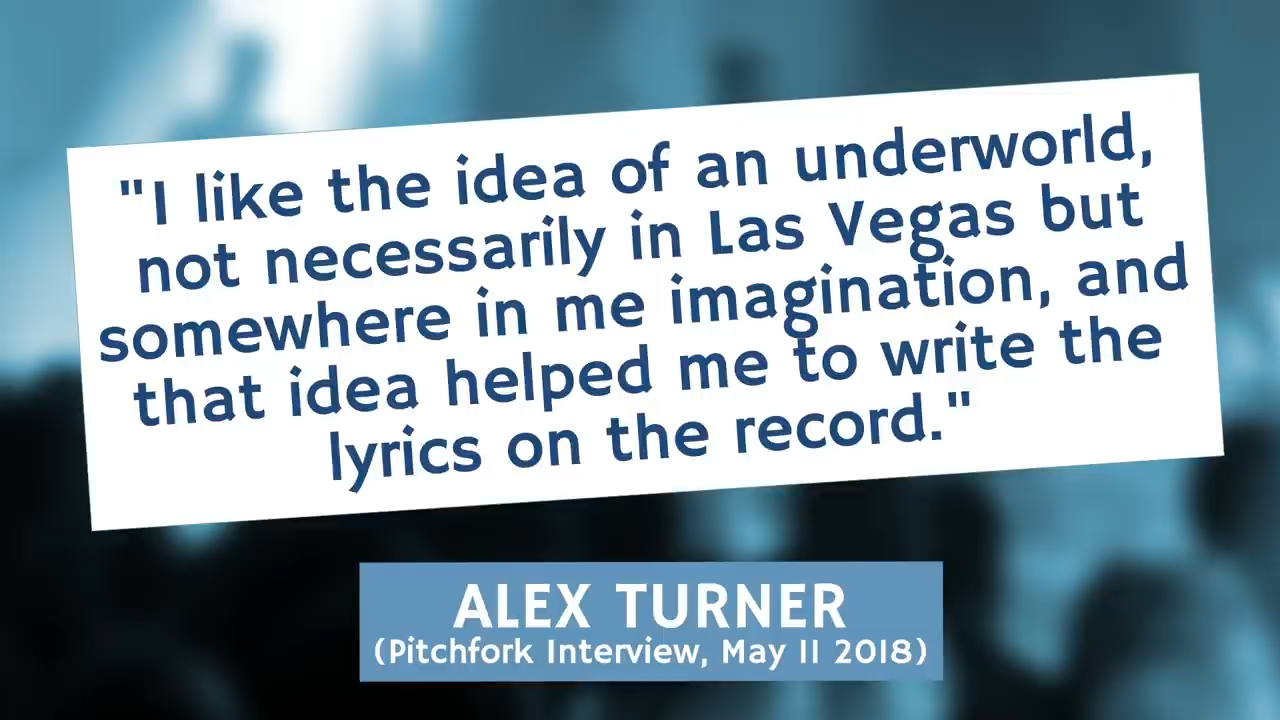 "I like the idea of an underworld,
not necessarily in Las Vegas but
somewhere in me imagination, and
that idea helped me to write the
lyrics on the record."
ALEX TURNER
(Pitchfork Interview, May 11 2018)